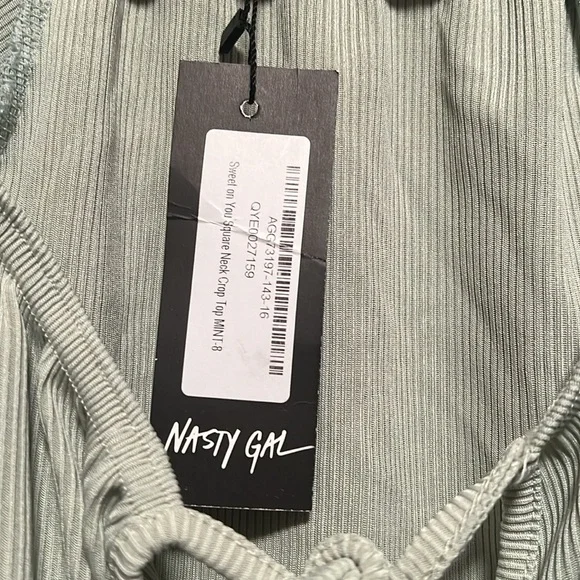 AGG73197-143-16
QYE0027159
Sweet on You Square Neck Crop Top MINT-8
NASTY GAL